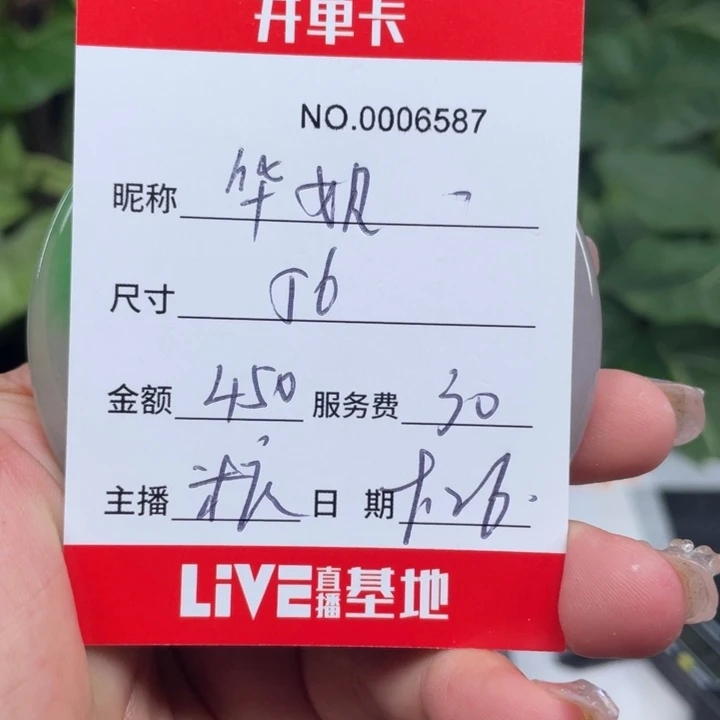 开单卡
NO.0006587
昵称 华姐
尺寸 56
金额 450 服务费 30
主播 日 期
LiVE直播基地